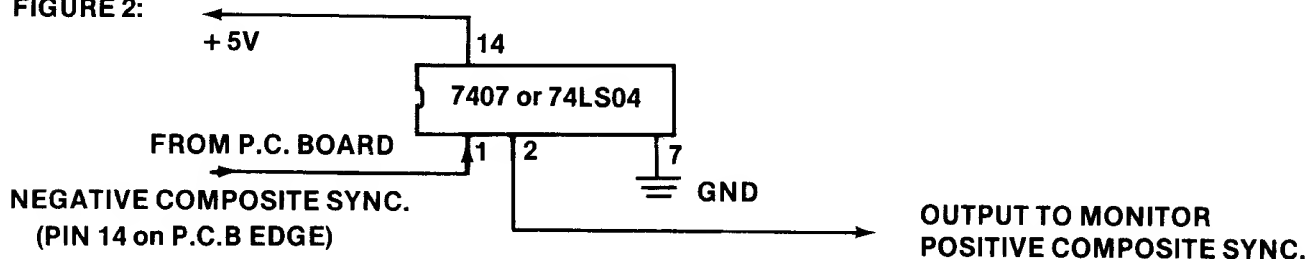 FIGURE 2:
+ 5V
14
7407 or 74LS04
FROM P.C. BOARD
1
2
7
GND
NEGATIVE COMPOSITE SYNC.
(PIN 14 on P.C.B EDGE)
OUTPUT TO MONITOR
POSITIVE COMPOSITE SYNC.